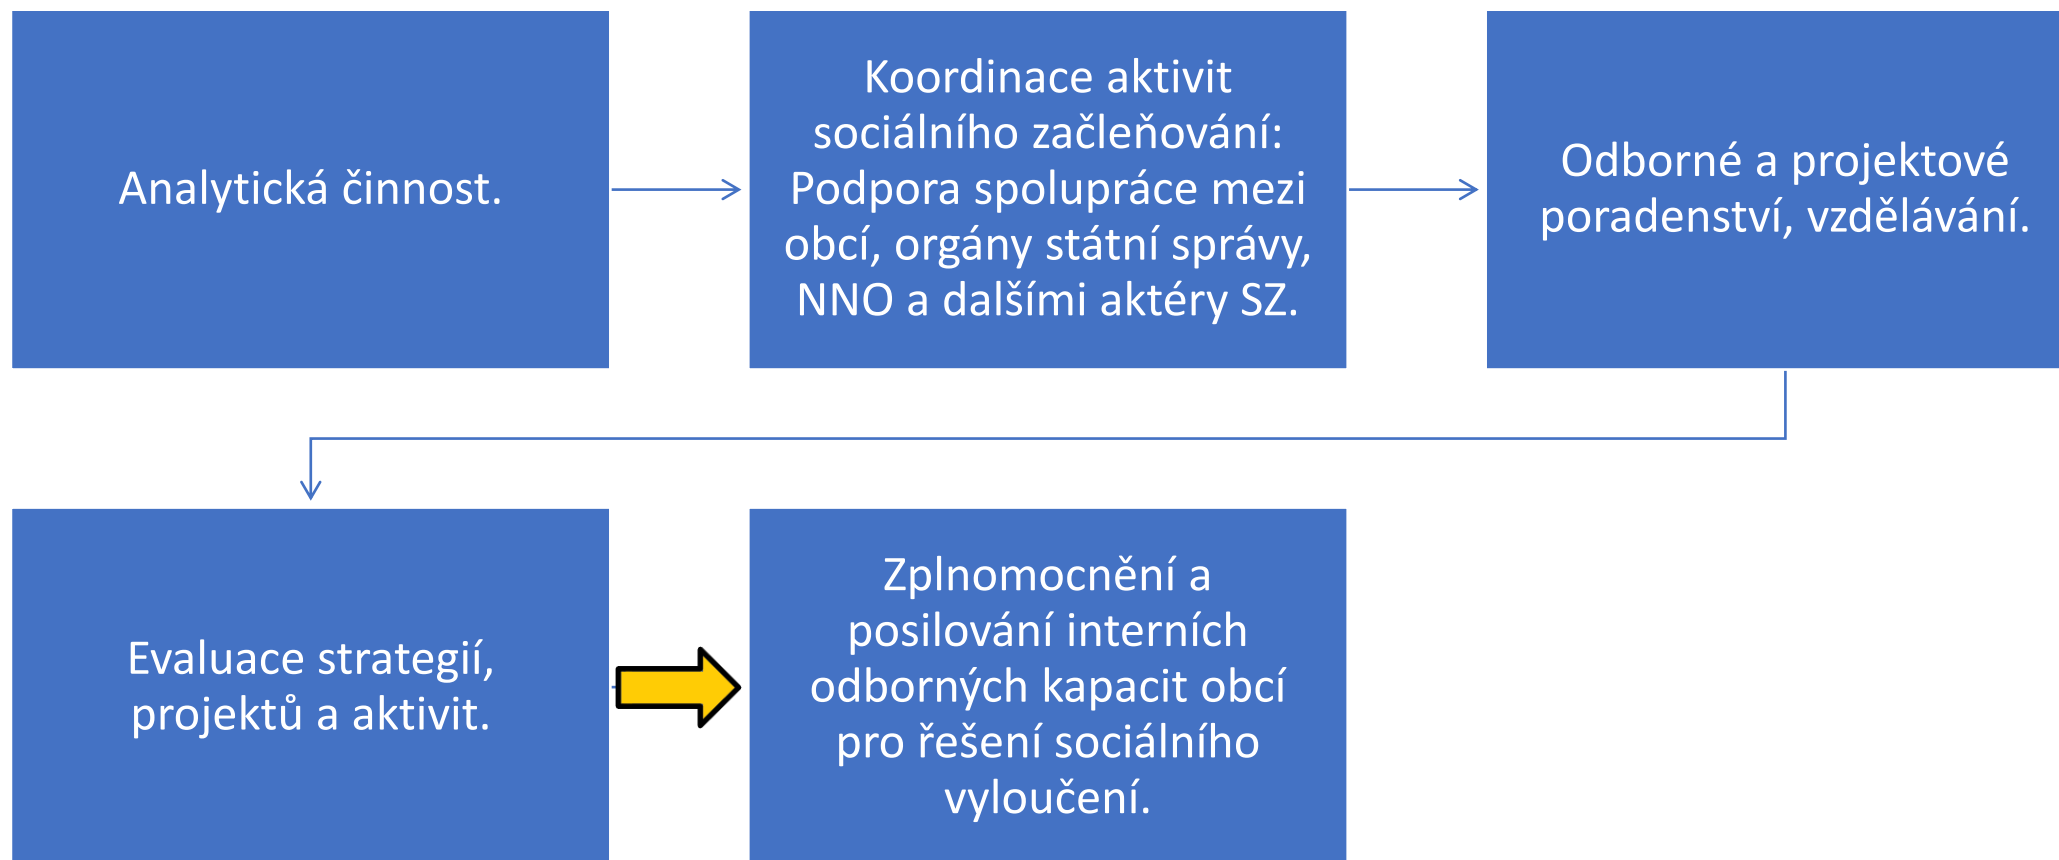 Analytická činnost.
Koordinace aktivit
sociálního začleňování:
Podpora spolupráce mezi
obcí, orgány státní správy,
NNO a dalšími aktéry SZ.
Odborné a projektové
poradenství, vzdělávání.
Evaluace strategií,
projektů a aktivit.
Zplnomocnění a
posilování interních
odborných kapacit obcí
pro řešení sociálního
vyloučení.